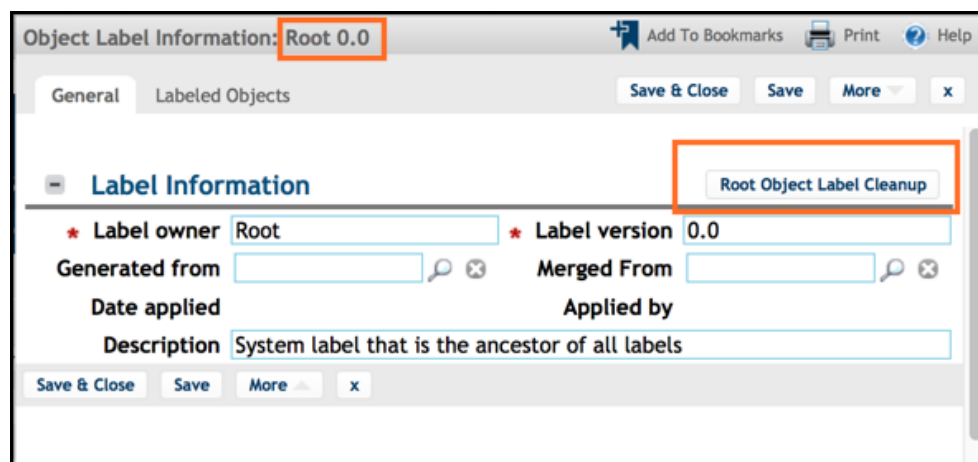 Object Label Information: Root 0.0 Add To Bookmarks Print Help
General Labeled Objects Save & Close Save More x
Label Information Root Object Label Cleanup
* Label owner Root * Label version 0.0
Generated from Merged From
Date applied Applied by
Description System label that is the ancestor of all labels
Save & Close Save More x